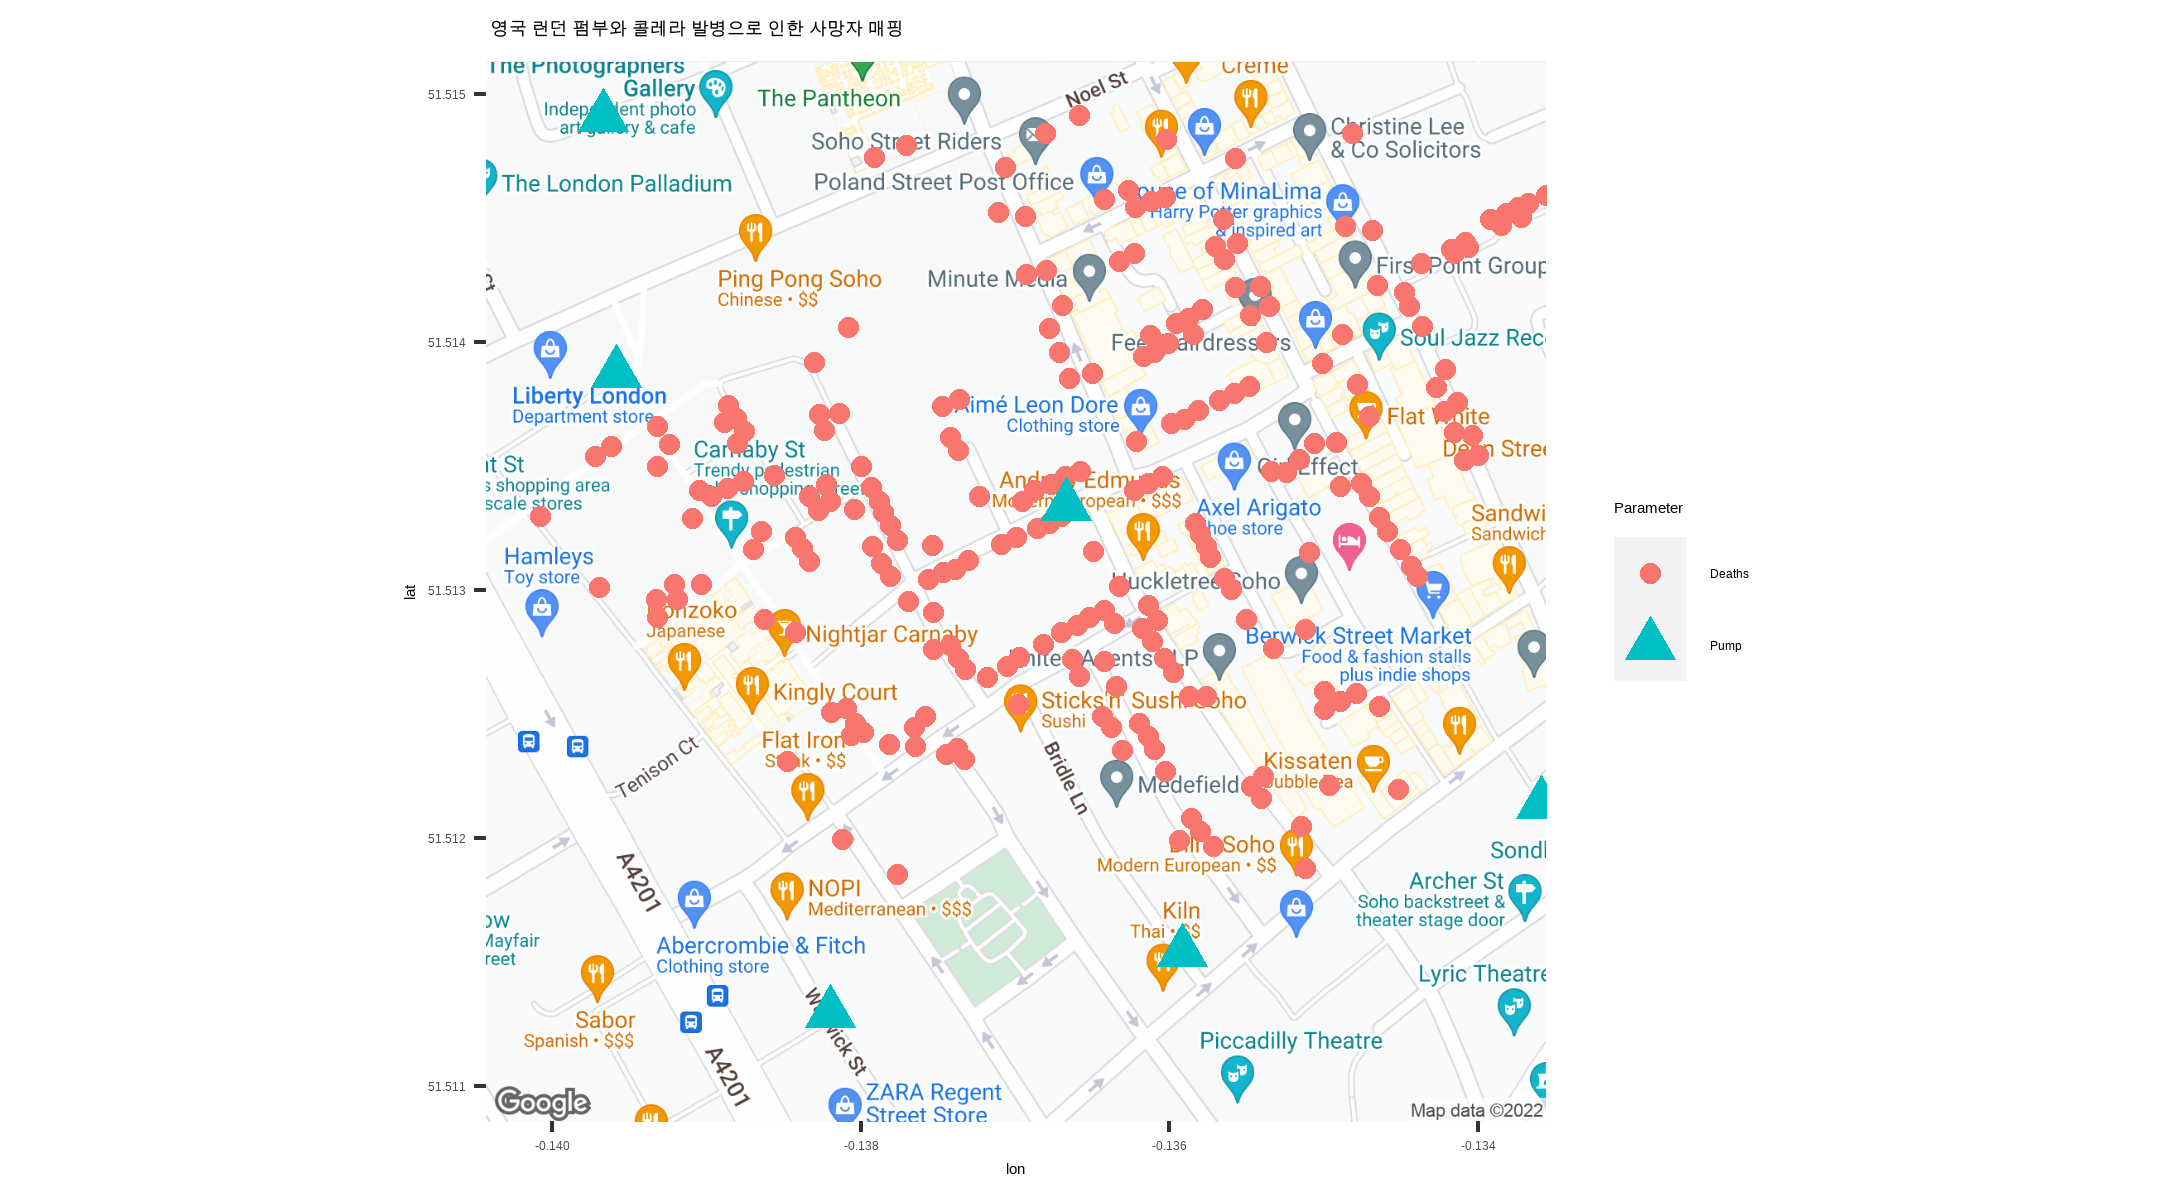 영국 런던 펌부와 콜레라 발병으로 인한 사망자 매핑
The Photographers
Gallery
Independent photo
art gallery & cafe
The Pantheon
Noel St
Creme
Soho Street Riders
Christine Lee
& Co Solicitors
Poland Street Post Office
The London Palladium
House of MinaLima
Harry Potter graphics
& inspired art
Ping Pong Soho
Chinese • $$
Minute Media
First Point Group
Soul Jazz Rec
Liberty London
Department store
Aimé Leon Dore
Clothing store
Flat White
Dean Stree
Carnaby St
Trendy pedestrian
shopping street
nt St
s shopping area
scale stores
Girl Effect
Andrew Edmunds
Modern European • $$$
Axel Arigato
Shoe store
Sandwi
Sandwich
Hamleys
Toy store
Huckletree Soho
Japanese
Nightjar Carnaby
Berwick Street Market
Food & fashion stalls
plus indie shops
United Agents LLP
Kingly Court
Sticks'n' Sushi Soho
Sushi
Flat Iron
Steak • $$
Tenison Ct
Bridle Ln
Kissaten
Bubble Tea
Medefield
Soho
Modern European • $$
Sondl
A4201
NOPI
Mediterranean • $$$
Archer St
Soho backstreet &
theater stage door
Kiln
Thai • $$
ow
Mayfair
reet
Abercrombie & Fitch
Clothing store
Lyric Theatre
Warwick St
Sabor
Spanish • $$$
Piccadilly Theatre
A4201
ZARA Regent
Street Store
Google
Map data ©2022
51.515
51.514
51.513
51.512
51.511
lat
-0.140
-0.138
-0.136
-0.134
lon
Parameter
Deaths
Pump